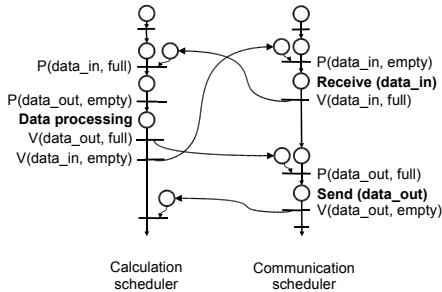 P(data_in, full)
P(data_out, empty)
Data processing
V(data_out, full)
V(data_in, empty)
P(data_in, empty)
Receive (data_in)
V(data_in, full)
P(data_out, full)
Send (data_out)
V(data_out, empty)
Calculation
scheduler
Communication
scheduler